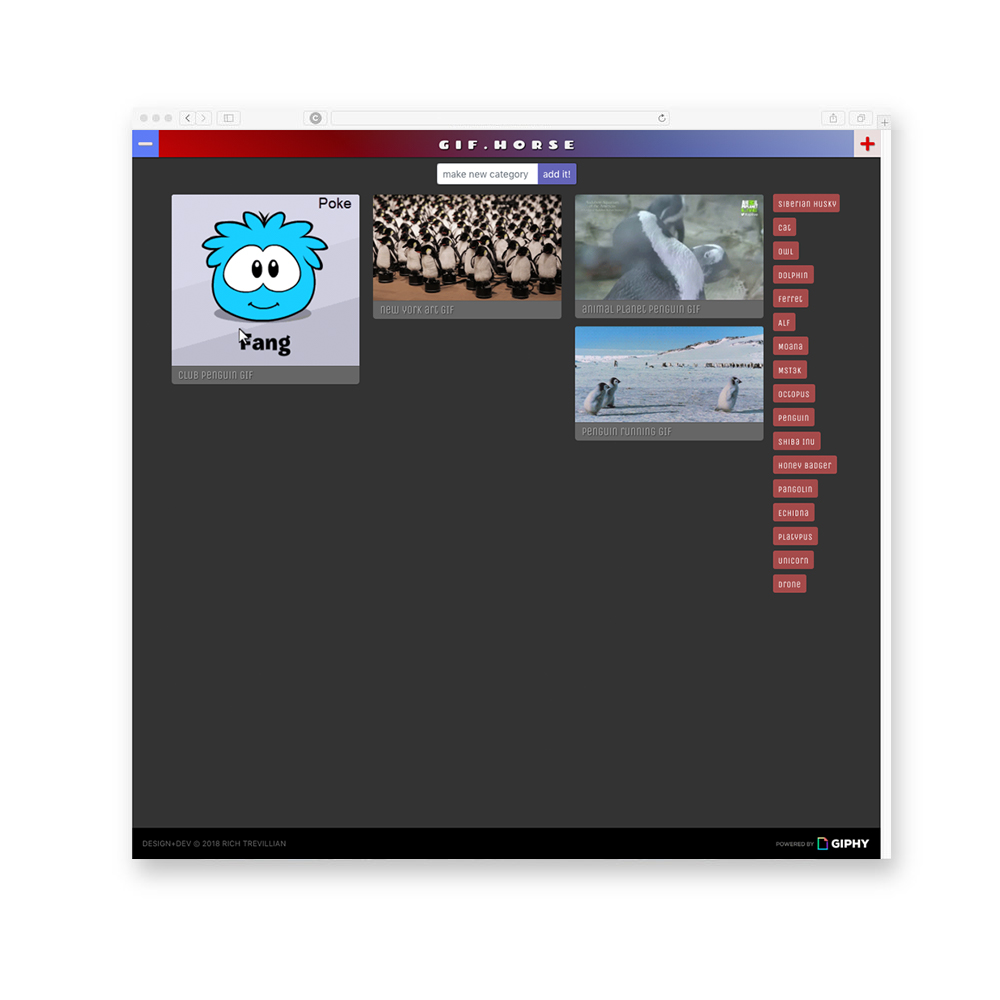 GIF.HORSE
make new category
add it!
Poke
Fang
Club Penguin GIF
New York Art GIF
Animal Planet Penguin GIF
Penguin Running GIF
Siberian Husky
Cat
Owl
Dolphin
Ferret
ALF
Moana
MST3K
Octopus
Penguin
Shiba Inu
Honey Badger
Pangolin
Echidna
Platypus
Unicorn
Drone
DESIGN+DEV © 2018 RICH TREVILLIAN
POWERED BY GIPHY